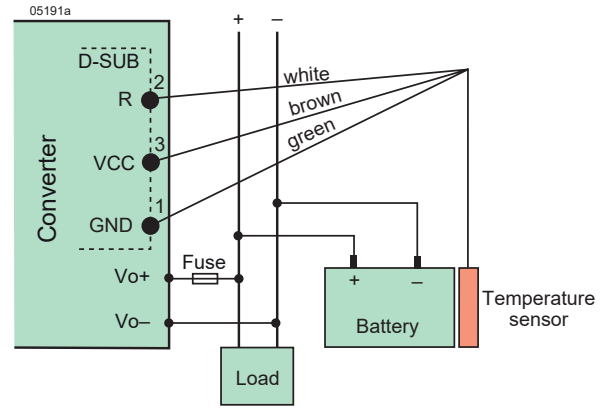 05191a
+ –
D-SUB
2
white
R
brown
3
green
VCC
1
GND
Converter
Vo+
Fuse
Vo–
+ –
Battery
Temperature
sensor
Load